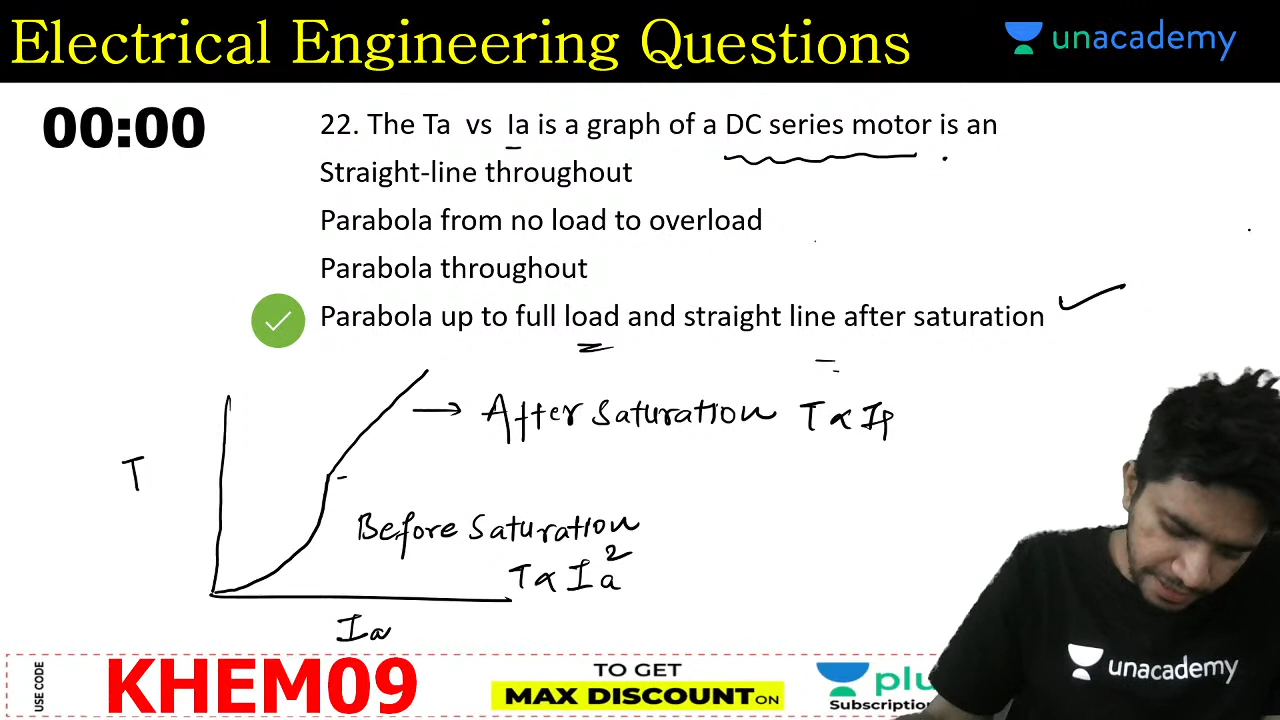 Electrical Engineering Questions
unacademy
00:00
22. The Ta vs Ia is a graph of a DC series motor is an
Straight-line throughout
Parabola from no load to overload
Parabola throughout
Parabola up to full load and straight line after saturation
After Saturation T∝
T
Before Saturation
T∝Ia²
Ia
unacademy
USE CODE
KHEM09
TO GET
MAX DISCOUNT ON
Subscription